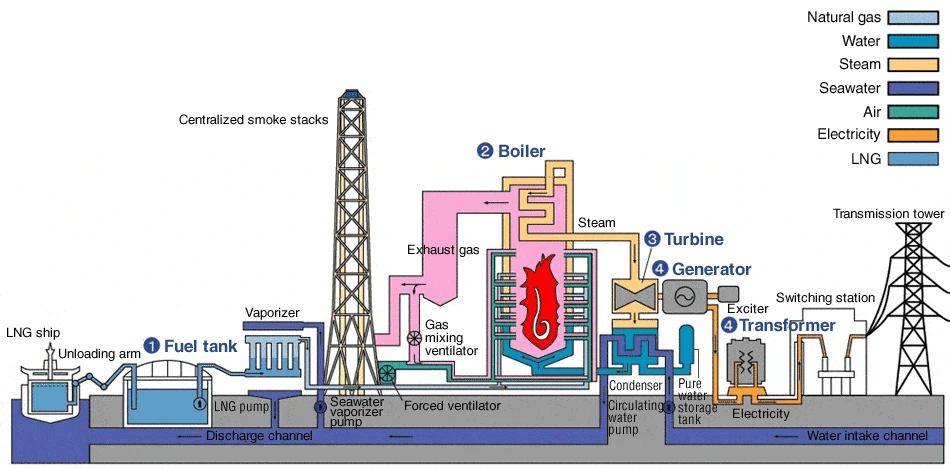 Natural gas
Water
Steam
Seawater
Air
Electricity
LNG
Centralized smoke stacks
2 Boiler
Transmission tower
Steam
3 Turbine
Exhaust gas
4 Generator
Exciter
Switching station
Vaporizer
4 Transformer
LNG ship
Unloading arm
1 Fuel tank
Gas
mixing
ventilator
LNG pump
Seawater
vaporizer
pump
Forced ventilator
Condenser
Circulating
water
pump
Pure
water
storage
tank
Electricity
Discharge channel
Water intake channel